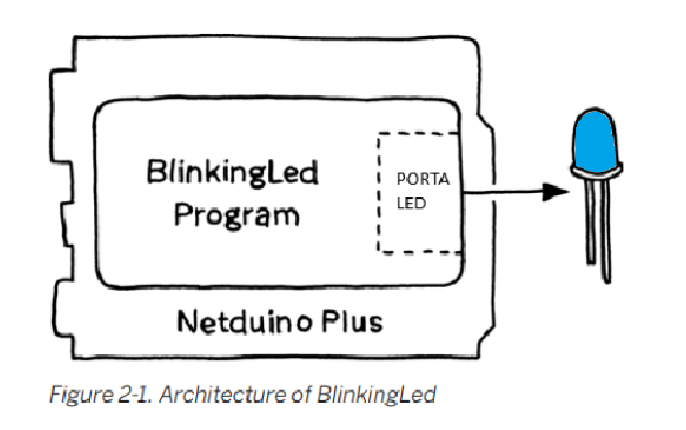 BlinkingLed
Program
PORTA
LED
Netduino Plus
Figure 2-1. Architecture of BlinkingLed